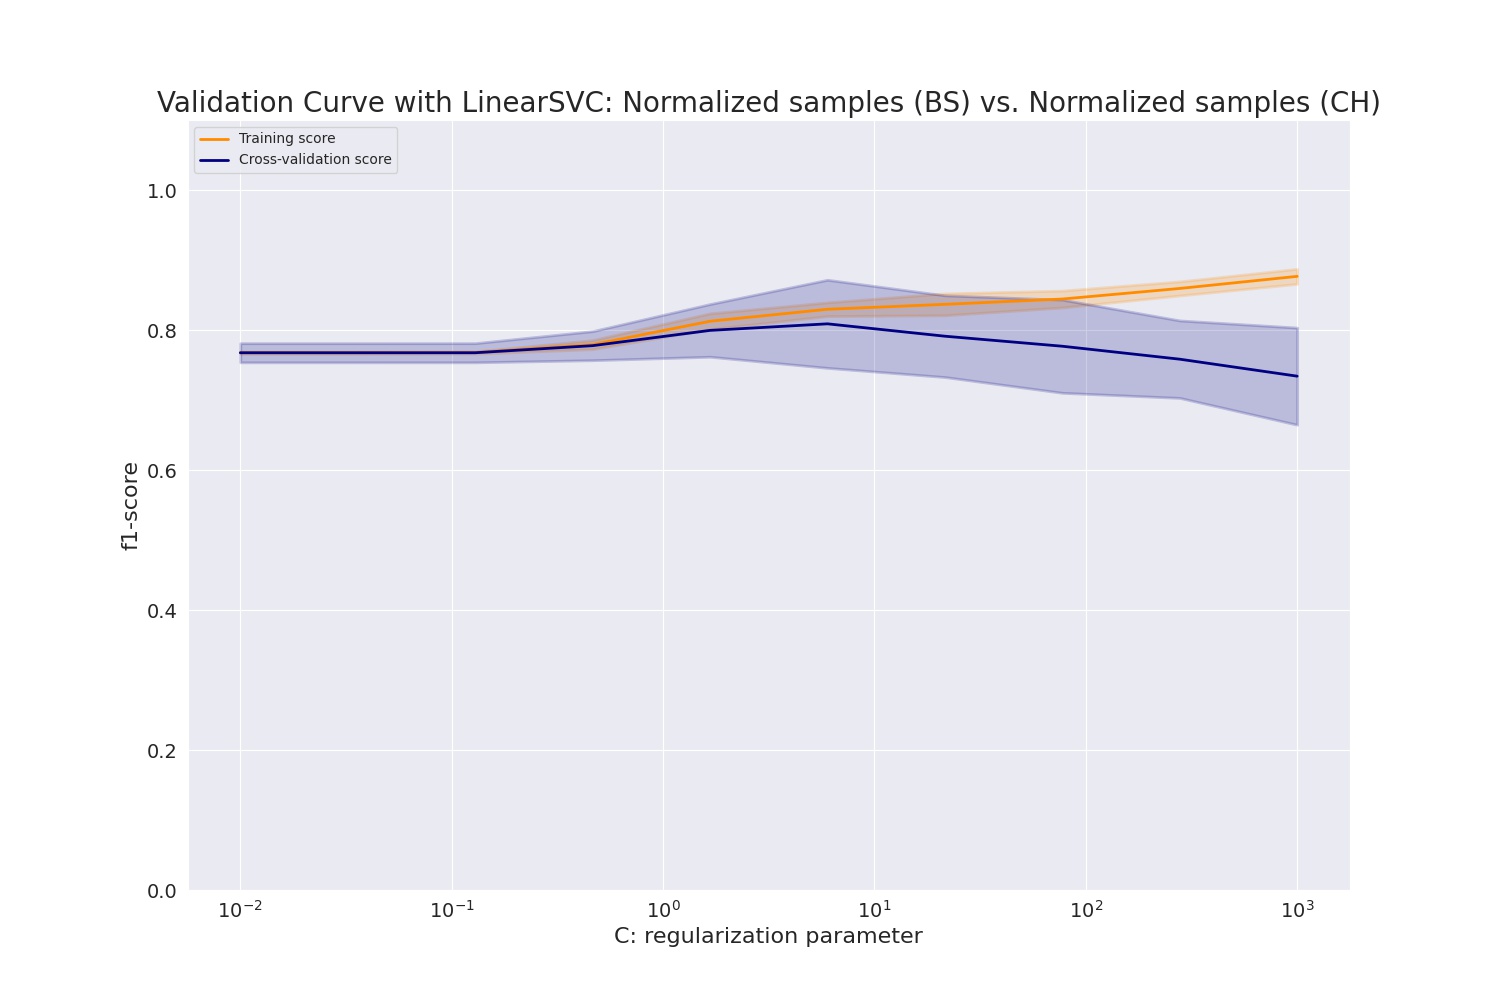 Validation Curve with LinearSVC: Normalized samples (BS) vs. Normalized samples (CH)
Training score
Cross-validation score
1.0
0.8
0.6
0.4
0.2
0.0
f1-score
10⁻² 10⁻¹ 10⁰ 10¹ 10² 10³
C: regularization parameter